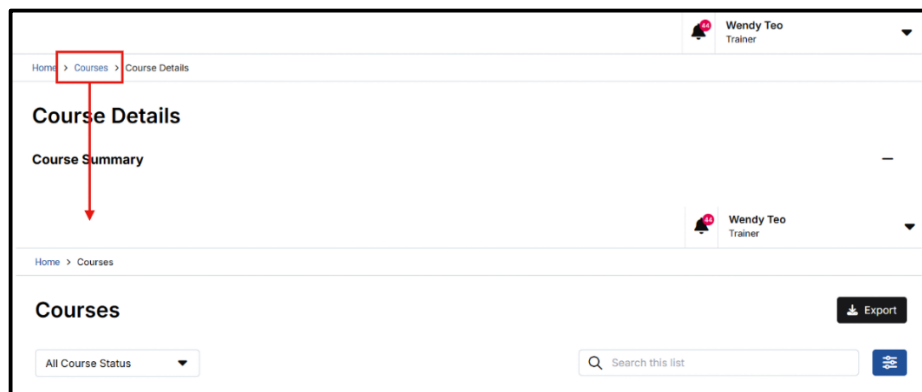 44
Wendy Teo
Trainer
Home > Courses > Course Details
Course Details
Course Summary
44
Wendy Teo
Trainer
Home > Courses
Courses
Export
All Course Status
Search this list